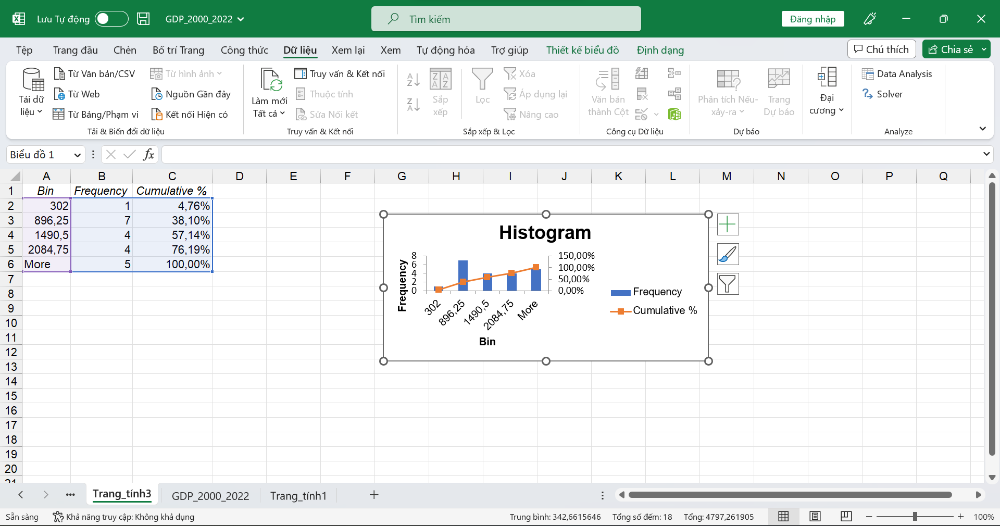 Lưu Tự động
GDP_2000_2022
Tìm kiếm
Đăng nhập
Tệp
Trang đầu
Chèn
Bố trí Trang
Công thức
Dữ liệu
Xem lại
Xem
Tự động hóa
Trợ giúp
Thiết kế biểu đồ
Định dạng
Chú thích
Chia sẻ
Tải dữ
liệu
Từ Văn bản/CSV
Từ Web
Từ Bảng/Phạm vi
Từ hình ảnh
Nguồn Gần đây
Kết nối Hiện có
Tải & Biến đổi dữ liệu
Làm mới
Tất cả
Truy vấn & Kết nối
Thuộc tính
Sửa Nối kết
Truy vấn & Kết nối
Sắp
xếp
Lọc
Xóa
Áp dụng lại
Nâng cao
Sắp xếp & Lọc
Văn bản
thành Cột
Công cụ Dữ liệu
Phân tích Nếu-
xảy-ra
Trang
Dự báo
Dự báo
Đại
cương
Data Analysis
Solver
Analyze
Biểu đồ 1
fx
A B C D E F G H I J K L M N O P Q
1 Bin Frequency Cumulative %
2 302 1 4,76%
3 896,25 7 38,10%
4 1490,5 4 57,14%
5 2084,75 4 76,19%
6 More 5 100,00%
7
8
9
10
11
12
13
14
15
16
17
18
19
20
21
Histogram
Frequency
8
6
4
2
0
150,00%
100,00%
50,00%
0,00%
302
896,25
1490,5
2084,75
More
Bin
Frequency
Cumulative %
Trang_tính3
GDP_2000_2022
Trang_tính1
Sẵn sàng
Khả năng truy cập: Không khả dụng
Trung bình: 342,6615646
Tổng số đếm: 18
Tổng: 4797,261905
100%